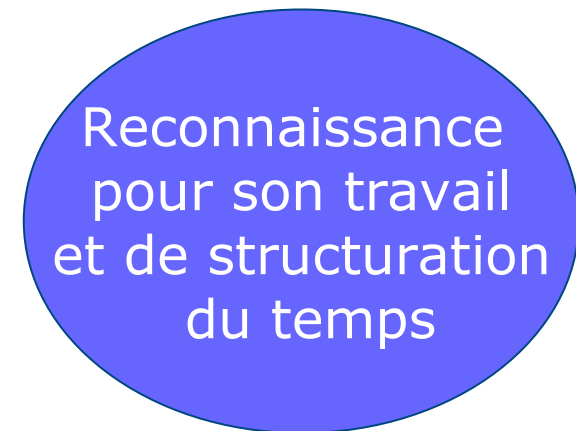 Reconnaissance
pour son travail
et de structuration
du temps